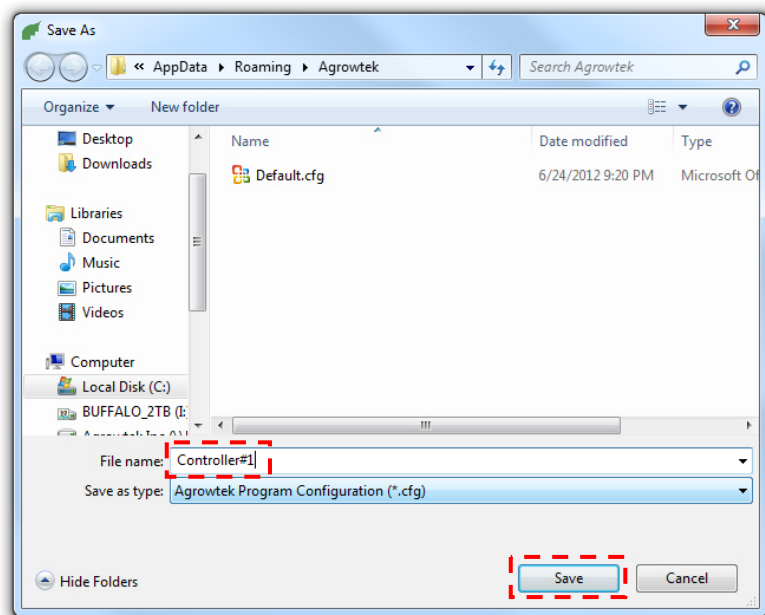 Save As
« AppData ▸ Roaming ▸ Agrowtek
Search Agrowtek
Organize
New folder
Name
Date modified
Type
Default.cfg
6/24/2012 9:20 PM
Microsoft Of
Desktop
Downloads
Libraries
Documents
Music
Pictures
Videos
Computer
Local Disk (C:)
BUFFALO_2TB (I:
File name: Controller#1
Save as type: Agrowtek Program Configuration (*.cfg)
Hide Folders
Save
Cancel